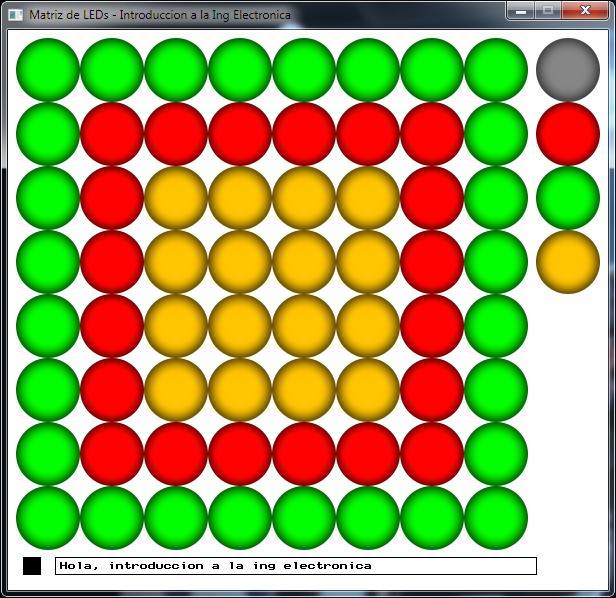 Matriz de LEDs - Introduccion a la Ing Electronica
Hola, introduccion a la ing electronica